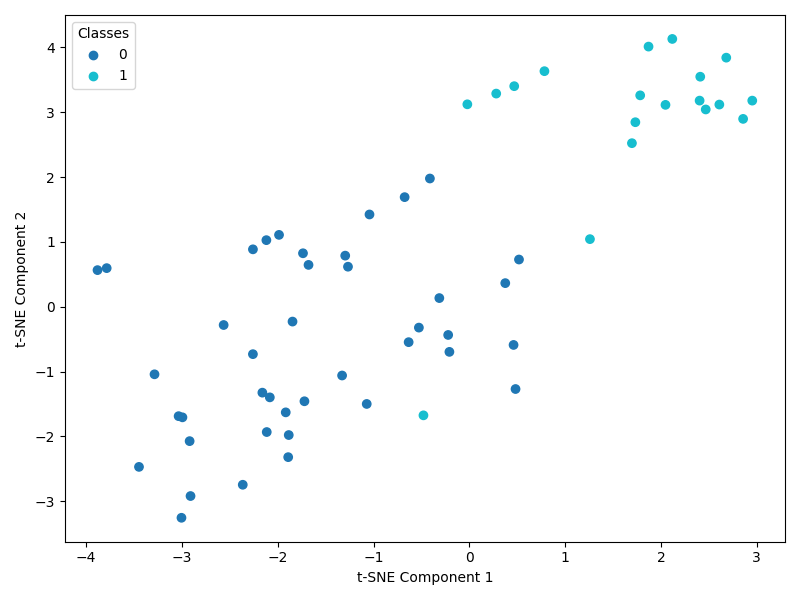 Classes
0
1
4
3
2
1
0
−1
−2
−3
t-SNE Component 2
−4 −3 −2 −1 0 1 2 3
t-SNE Component 1